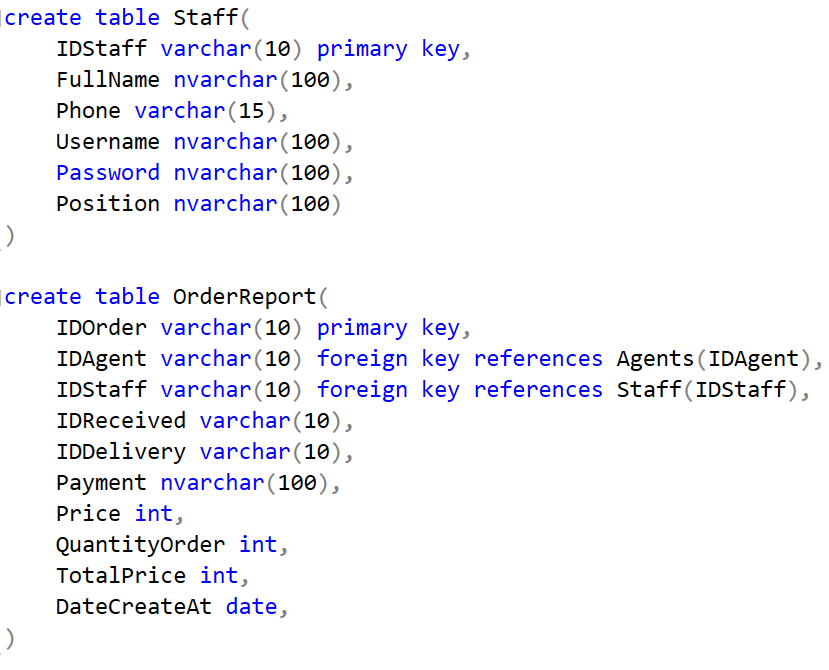 create table Staff(
    IDStaff varchar(10) primary key,
    FullName nvarchar(100),
    Phone varchar(15),
    Username nvarchar(100),
    Password nvarchar(100),
    Position nvarchar(100)
)
create table OrderReport(
    IDOrder varchar(10) primary key,
    IDAgent varchar(10) foreign key references Agents(IDAgent),
    IDStaff varchar(10) foreign key references Staff(IDStaff),
    IDReceived varchar(10),
    IDDelivery varchar(10),
    Payment nvarchar(100),
    Price int,
    QuantityOrder int,
    TotalPrice int,
    DateCreateAt date,
)